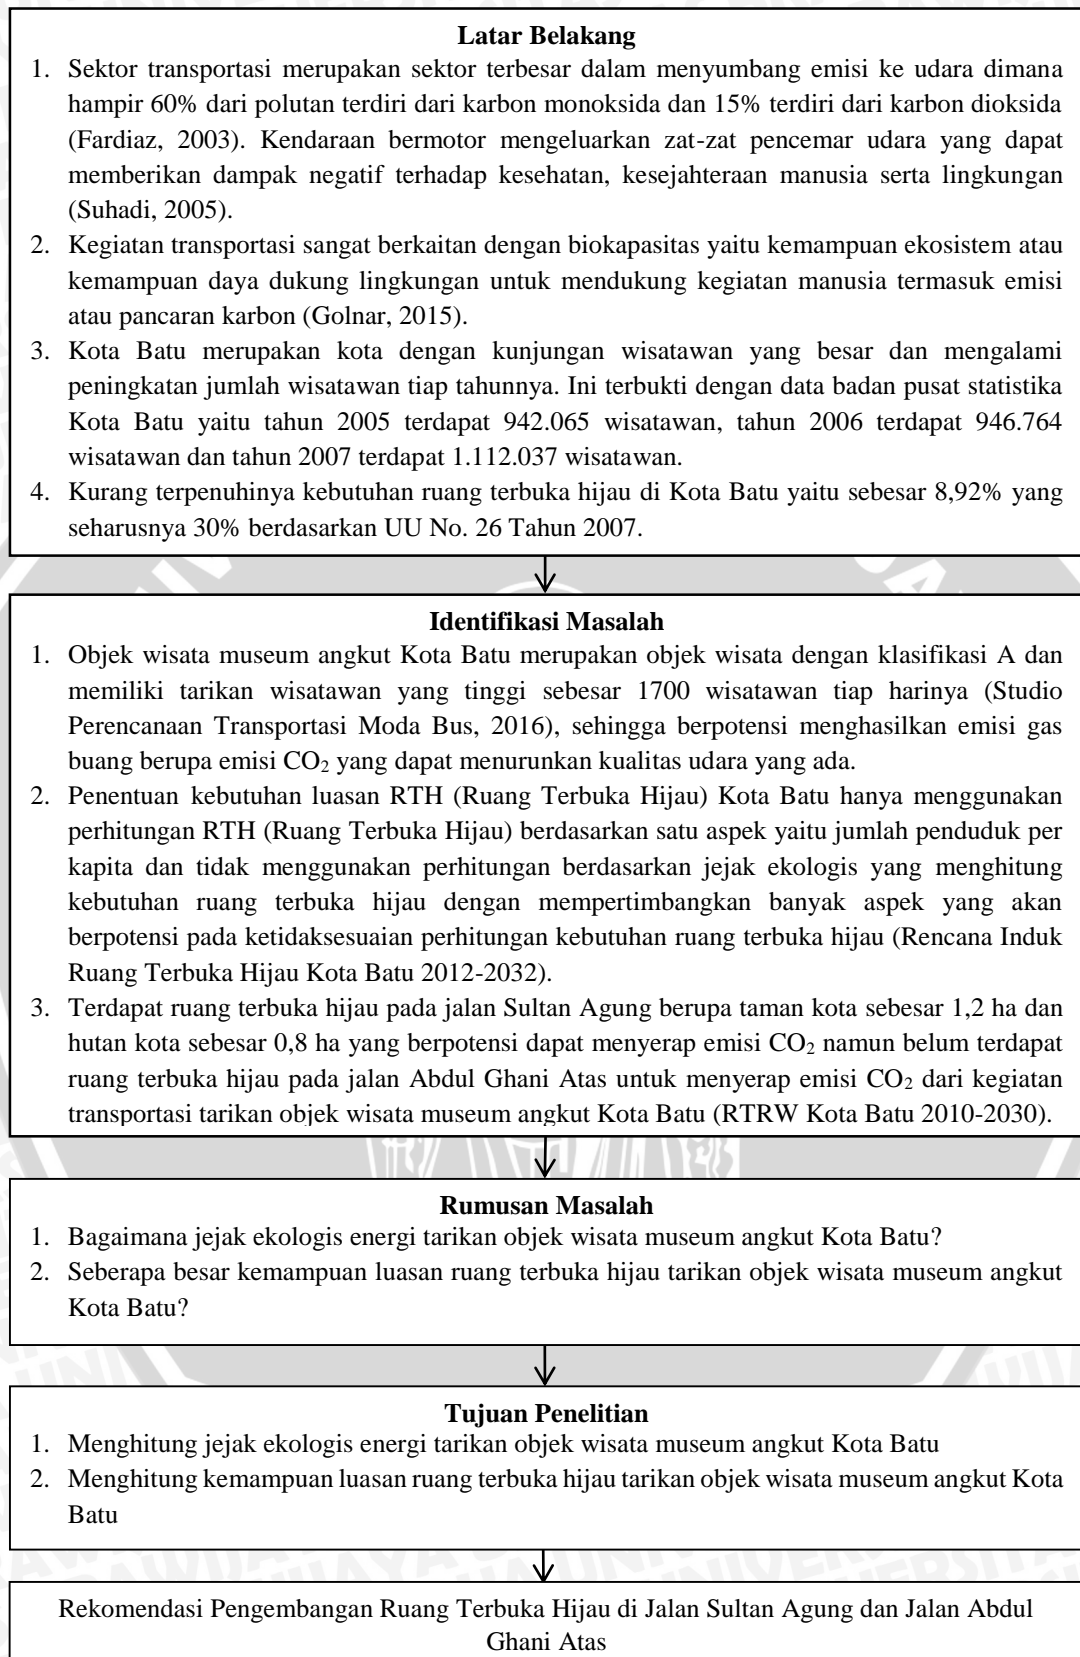 Latar Belakang
1. Sektor transportasi merupakan sektor terbesar dalam menyumbang emisi ke udara dimana
hampir 60% dari polutan terdiri dari karbon monoksida dan 15% terdiri dari karbon dioksida
(Fardiaz, 2003). Kendaraan bermotor mengeluarkan zat-zat pencemar udara yang dapat
memberikan dampak negatif terhadap kesehatan, kesejahteraan manusia serta lingkungan
(Suhadi, 2005).
2. Kegiatan transportasi sangat berkaitan dengan biokapasitas yaitu kemampuan ekosistem atau
kemampuan daya dukung lingkungan untuk mendukung kegiatan manusia termasuk emisi
atau pancaran karbon (Golnar, 2015).
3. Kota Batu merupakan kota dengan kunjungan wisatawan yang besar dan mengalami
peningkatan jumlah wisatawan tiap tahunnya. Ini terbukti dengan data badan pusat statistika
Kota Batu yaitu tahun 2005 terdapat 942.065 wisatawan, tahun 2006 terdapat 946.764
wisatawan dan tahun 2007 terdapat 1.112.037 wisatawan.
4. Kurang terpenuhinya kebutuhan ruang terbuka hijau di Kota Batu yaitu sebesar 8,92% yang
seharusnya 30% berdasarkan UU No. 26 Tahun 2007.
Identifikasi Masalah
1. Objek wisata museum angkut Kota Batu merupakan objek wisata dengan klasifikasi A dan
memiliki tarikan wisatawan yang tinggi sebesar 1700 wisatawan tiap harinya (Studio
Perencanaan Transportasi Moda Bus, 2016), sehingga berpotensi menghasilkan emisi gas
buang berupa emisi CO₂ yang dapat menurunkan kualitas udara yang ada.
2. Penentuan kebutuhan luasan RTH (Ruang Terbuka Hijau) Kota Batu hanya menggunakan
perhitungan RTH (Ruang Terbuka Hijau) berdasarkan satu aspek yaitu jumlah penduduk per
kapita dan tidak menggunakan perhitungan berdasarkan jejak ekologis yang menghitung
kebutuhan ruang terbuka hijau dengan mempertimbangkan banyak aspek yang akan
berpotensi pada ketidaksesuaian perhitungan kebutuhan ruang terbuka hijau (Rencana Induk
Ruang Terbuka Hijau Kota Batu 2012-2032).
3. Terdapat ruang terbuka hijau pada jalan Sultan Agung berupa taman kota sebesar 1,2 ha dan
hutan kota sebesar 0,8 ha yang berpotensi dapat menyerap emisi CO₂ namun belum terdapat
ruang terbuka hijau pada jalan Abdul Ghani Atas untuk menyerap emisi CO₂ dari kegiatan
transportasi tarikan objek wisata museum angkut Kota Batu (RTRW Kota Batu 2010-2030).
Rumusan Masalah
1. Bagaimana jejak ekologis energi tarikan objek wisata museum angkut Kota Batu?
2. Seberapa besar kemampuan luasan ruang terbuka hijau tarikan objek wisata museum angkut
Kota Batu?
Tujuan Penelitian
1. Menghitung jejak ekologis energi tarikan objek wisata museum angkut Kota Batu
2. Menghitung kemampuan luasan ruang terbuka hijau tarikan objek wisata museum angkut Kota
Batu
Rekomendasi Pengembangan Ruang Terbuka Hijau di Jalan Sultan Agung dan Jalan Abdul
Ghani Atas